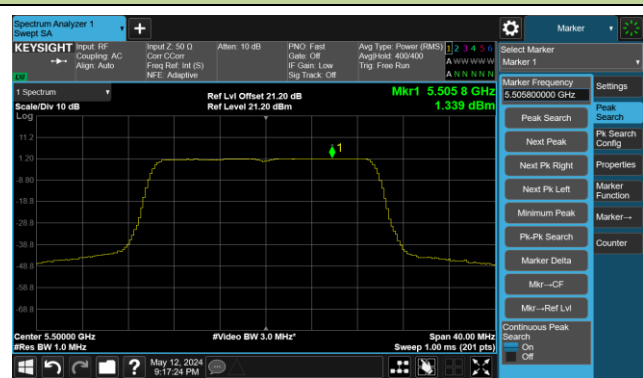 Spectrum Analyzer 1
Swept SA
Marker
KEYSIGHT
Input: RF
Coupling: AC
Align: Auto
Input Z: 50 Ω
Corr CCorr
Freq Ref: Int (S)
NFE: Adaptive
Atten: 10 dB
PNO: Fast
Gate: Off
IF Gain: Low
Sig Track: Off
Avg Type: Power (RMS)
Avg|Hold: 400/400
Trig: Free Run
1 2 3 4 5 6
A W W W W W
A N N N N N
LV
Select Marker
Marker 1
1 Spectrum
Scale/Div 10 dB
Log
Ref Lvl Offset 21.20 dB
Ref Level 21.20 dBm
Mkr1 5.505 8 GHz
1.339 dBm
11.2
1.20
-8.80
-18.8
-28.8
-38.8
-48.8
-58.8
-68.8
1
Center 5.50000 GHz
#Res BW 1.0 MHz
#Video BW 3.0 MHz*
Span 40.00 MHz
Sweep 1.00 ms (201 pts)
Marker Frequency
5.505800000 GHz
Peak Search
Next Peak
Next Pk Right
Next Pk Left
Minimum Peak
Pk-Pk Search
Marker Delta
Mkr→CF
Mkr→Ref Lvl
Continuous Peak
Search
On
Off
Settings
Peak
Search
Pk Search
Config
Properties
Marker
Function
Marker→
Counter
May 12, 2024
9:17:24 PM